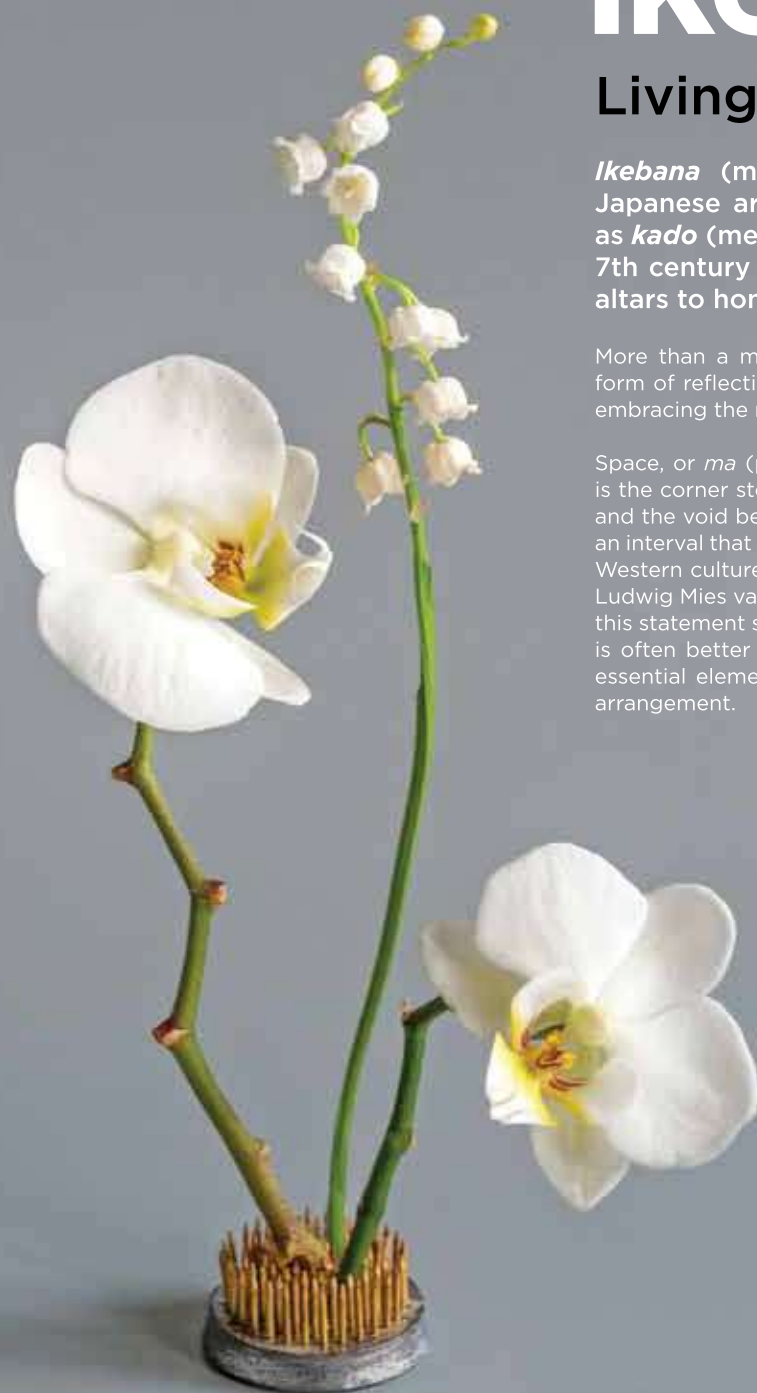 Living
Ikebana (m
Japanese ar
as kado (me
7th century
altars to hon
More than a m
form of reflecti
embracing the r
Space, or ma (p
is the corner sto
and the void be
an interval that
Western culture
Ludwig Mies va
this statement s
is often better
essential eleme
arrangement.